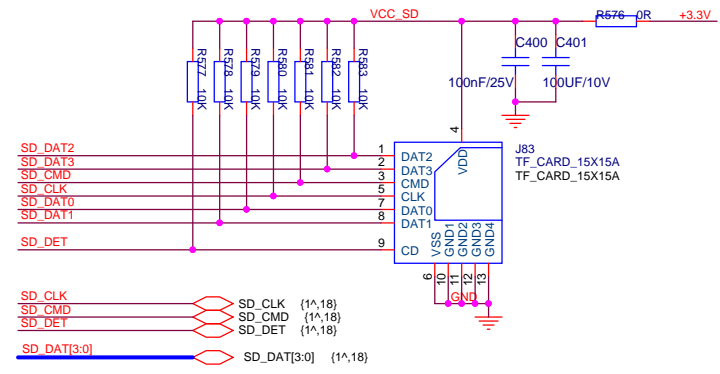 VCC_SD
R576 0R
+3.3V
R577 10K
R578 10K
R579 10K
R580 10K
R581 10K
R582 10K
R583 10K
C400
100nF/25V
C401
100UF/10V
J83
TF_CARD_15X15A
TF_CARD_15X15A
4
VDD
SD_DAT2 1 DAT2
SD_DAT3 2 DAT3
SD_CMD 3 CMD
SD_CLK 5 CLK
SD_DAT0 7 DAT0
SD_DAT1 8 DAT1
SD_DET 9 CD
VSS GND1 GND2 GND3 GND4
6 10 11 12 13
GND
SD_CLK SD_CLK {1^,18}
SD_CMD SD_CMD {1^,18}
SD_DET SD_DET {1^,18}
SD_DAT[3:0] SD_DAT[3:0] {1^,18}